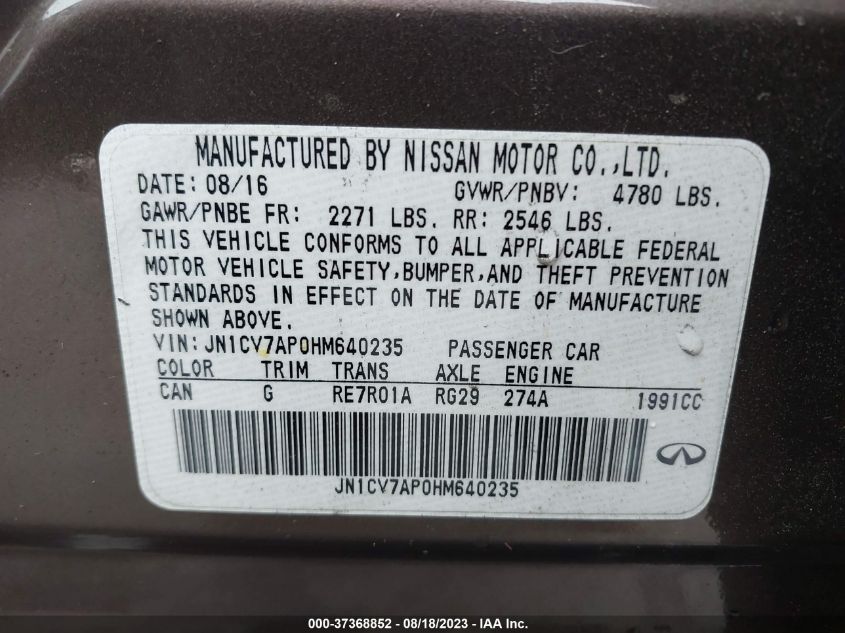 MANUFACTURED BY NISSAN MOTOR CO.,LTD.
DATE: 08/16 GVWR/PNBV: 4780 LBS.
GAWR/PNBE FR: 2271 LBS. RR: 2546 LBS.
THIS VEHICLE CONFORMS TO ALL APPLICABLE FEDERAL
MOTOR VEHICLE SAFETY,BUMPER,AND THEFT PREVENTION
STANDARDS IN EFFECT ON THE DATE OF MANUFACTURE
SHOWN ABOVE.
VIN:JN1CV7AP0HM640235 PASSENGER CAR
COLOR TRIM TRANS AXLE ENGINE
CAN G RE7R01A RG29 274A 1991CC
JN1CV7AP0HM640235
000-37368852 - 08/18/2023 - © IAA, Inc.